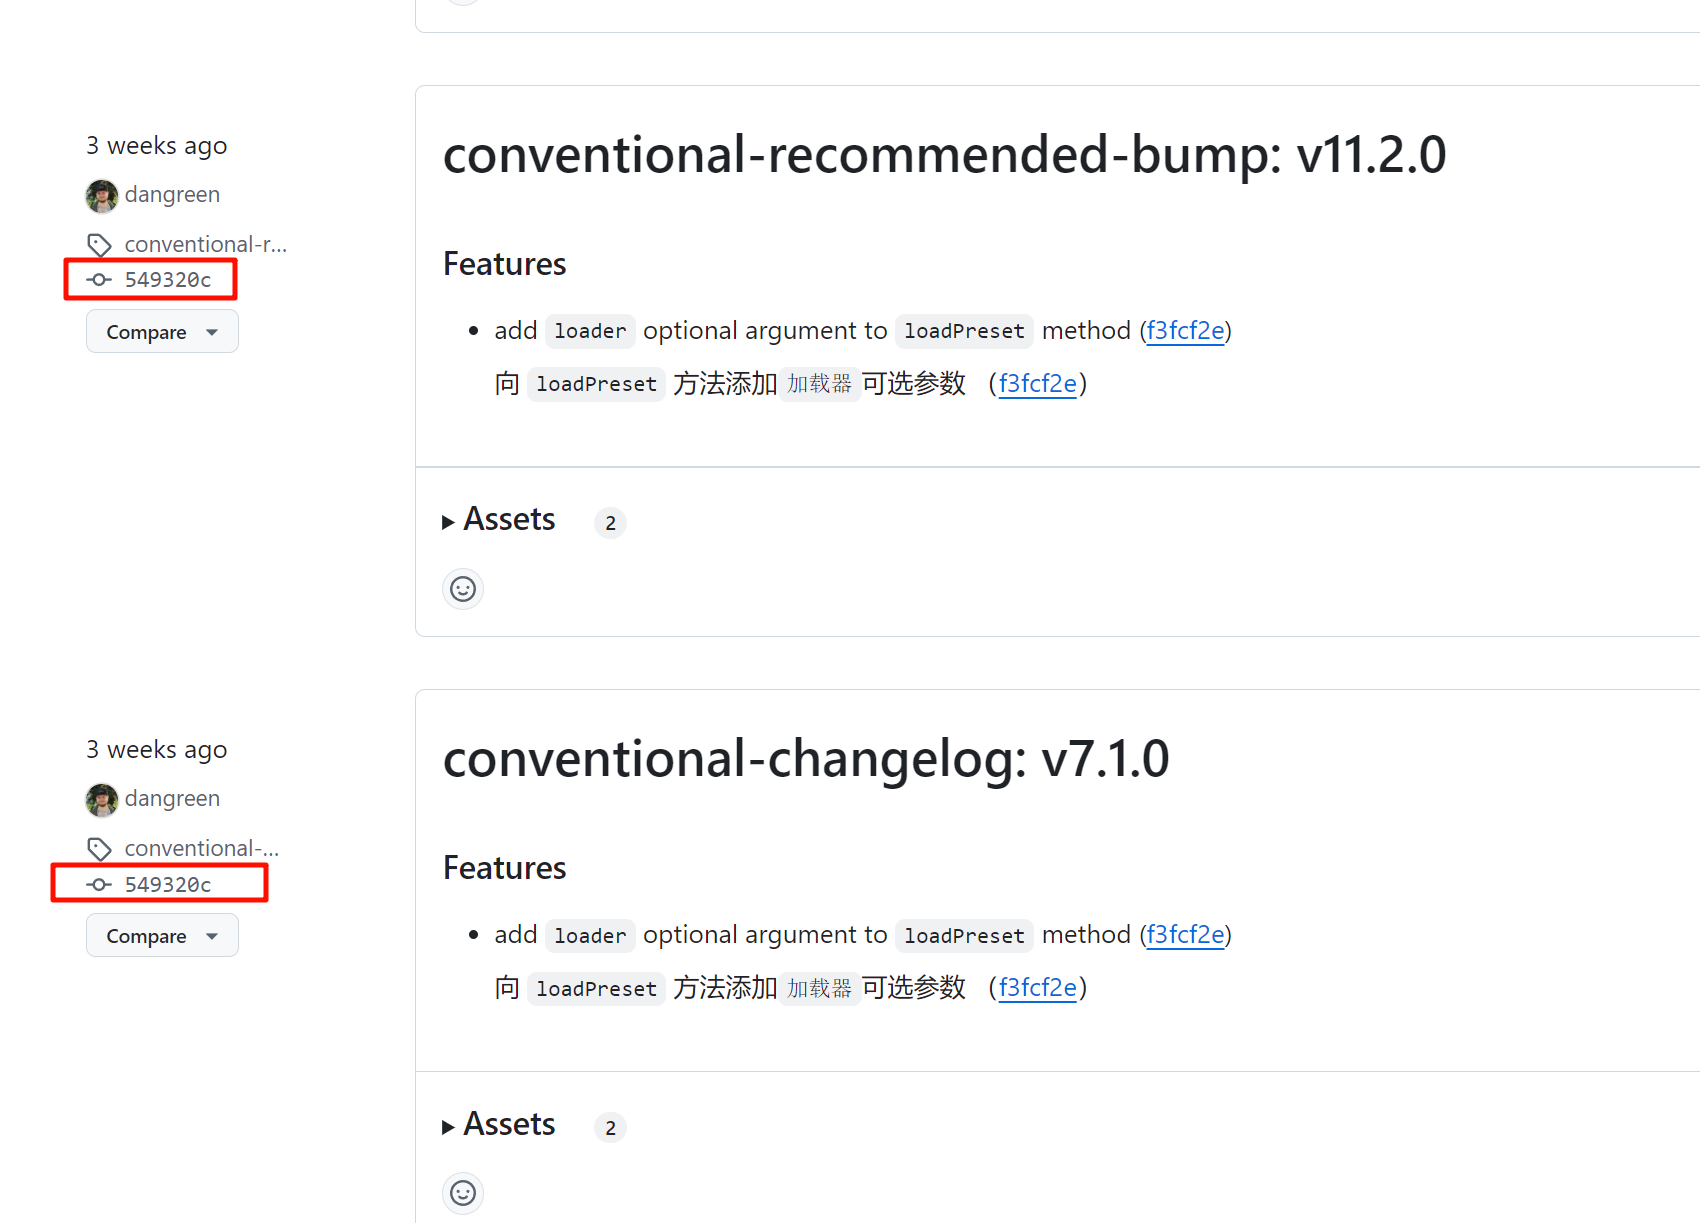 3 weeks ago
dangreen
conventional-r...
549320c
Compare
conventional-recommended-bump: v11.2.0
Features
add loader optional argument to loadPreset method (f3fcf2e)
向 loadPreset 方法添加 加载器 可选参数 （f3fcf2e）
Assets 2
3 weeks ago
dangreen
conventional-...
549320c
Compare
conventional-changelog: v7.1.0
Features
add loader optional argument to loadPreset method (f3fcf2e)
向 loadPreset 方法添加 加载器 可选参数 （f3fcf2e）
Assets 2